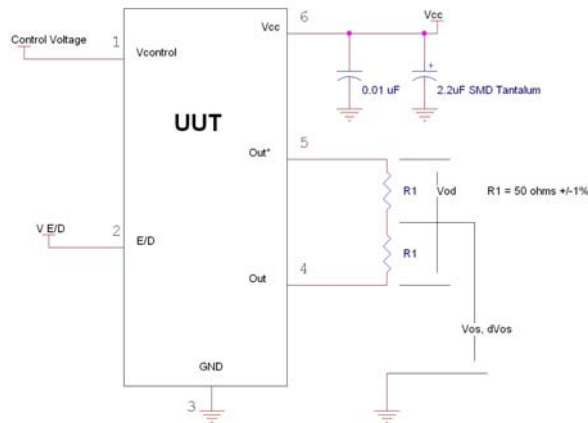 6
Vcc
Vcc
Control Voltage
1
Vcontrol
0.01 uF
+
2.2uF SMD Tantalum
UUT
5
Out*
R1
Vod
R1 = 50 ohms +/-1%
V E/D
2
E/D
R1
Out
4
Vos, dVos
GND
3